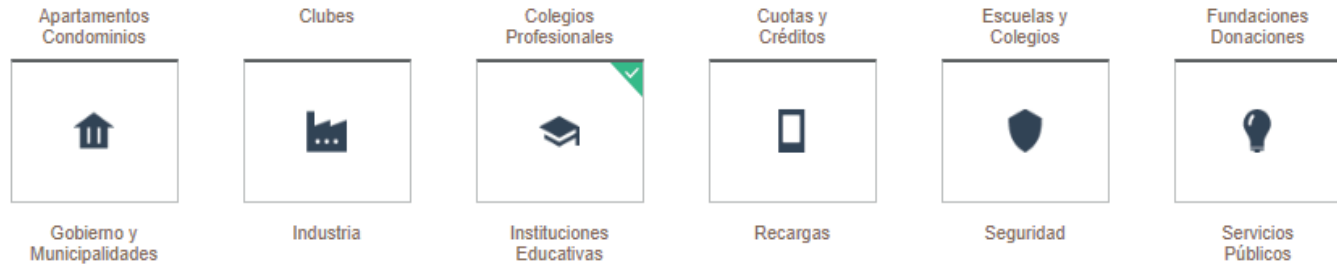 Apartamentos
Condominios
Clubes
Colegios
Profesionales
Cuotas y
Créditos
Escuelas y
Colegios
Fundaciones
Donaciones
Gobierno y
Municipalidades
Industria
Instituciones
Educativas
Recargas
Seguridad
Servicios
Públicos